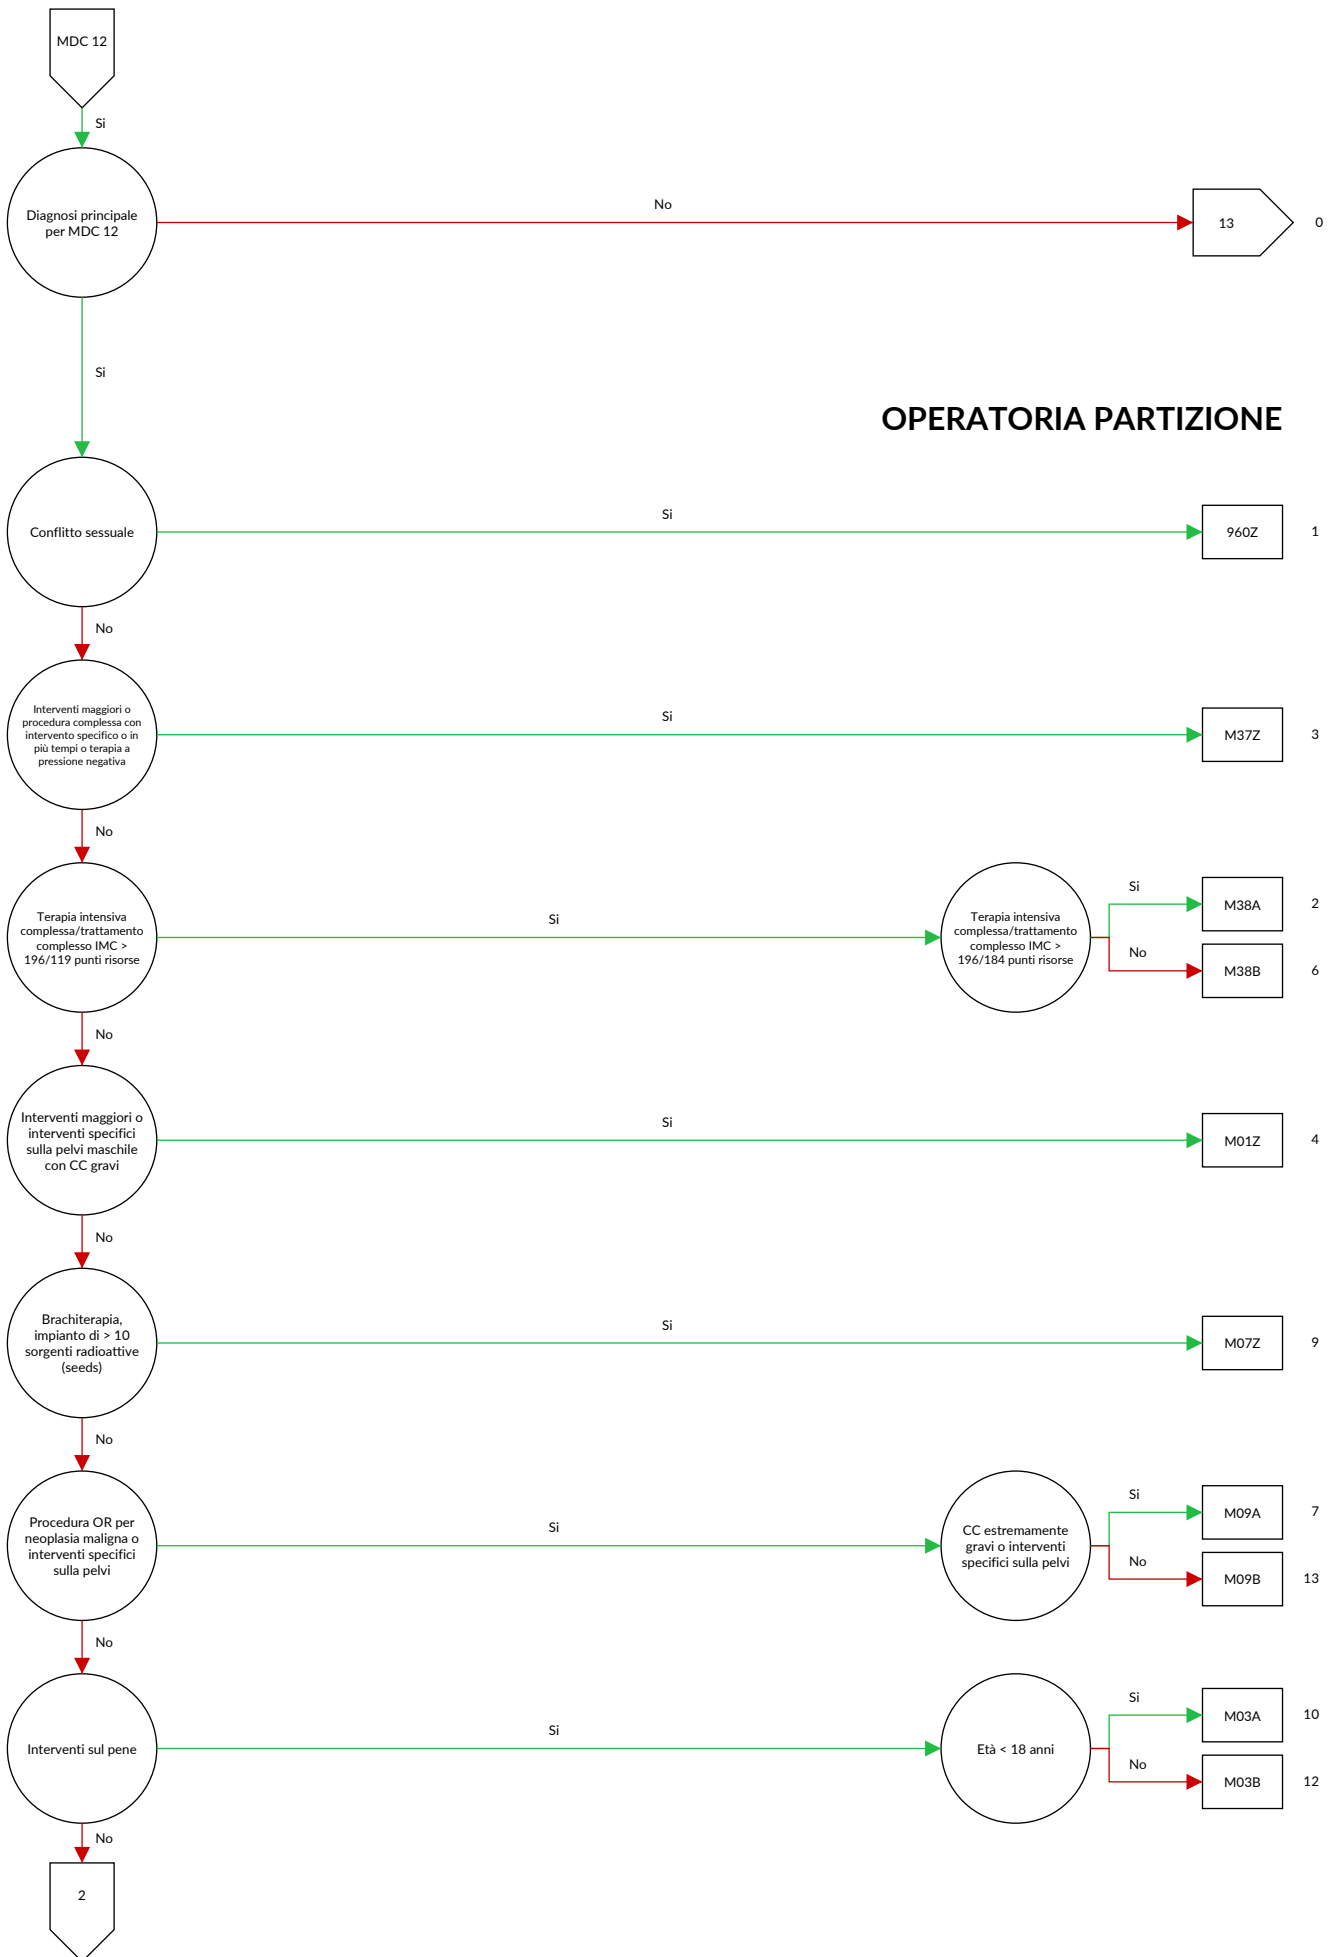 MDC 12
Si
Diagnosi principale
per MDC 12
No
13
0
Si
OPERATORIA PARTIZIONE
Conflitto sessuale
Si
960Z
1
No
Interventi maggiori o
procedura complessa con
intervento specifico o in
più tempi o terapia a
pressione negativa
Si
M37Z
3
No
Terapia intensiva
complessa/trattamento
complesso IMC >
196/119 punti risorse
Si
Terapia intensiva
complessa/trattamento
complesso IMC >
196/184 punti risorse
Si
M38A
2
No
M38B
6
No
Interventi maggiori o
interventi specifici
sulla pelvi maschile
con CC gravi
Si
M01Z
4
No
Brachiterapia,
impianto di > 10
sorgenti radioattive
(seeds)
Si
M07Z
9
No
Procedura OR per
neoplasia maligna o
interventi specifici
sulla pelvi
Si
CC estremamente
gravi o interventi
specifici sulla pelvi
Si
M09A
7
No
M09B
13
No
Interventi sul pene
Si
Età < 18 anni
Si
M03A
10
No
M03B
12
No
2